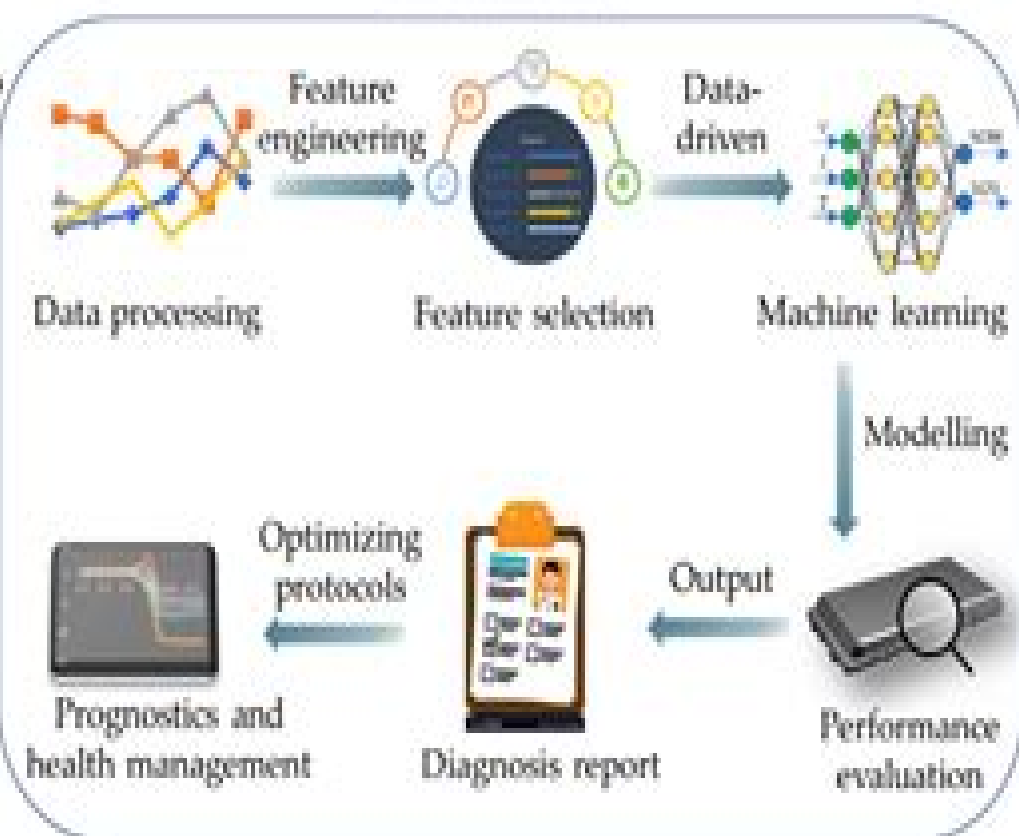 Feature
engineering
Data-
driven
Data processing
Feature selection
Machine learning
Modelling
Optimizing
protocols
Output
Prognostics and
health management
Diagnosis report
Performance
evaluation